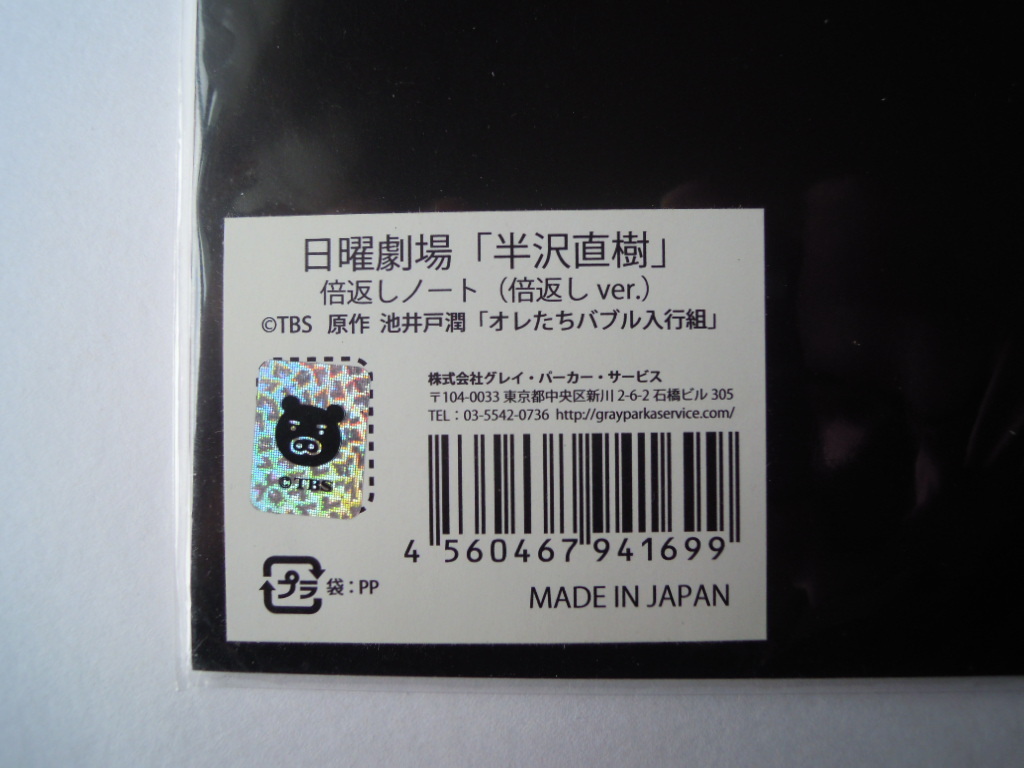 日曜劇場「半沢直樹」
倍返しノート（倍返し ver.）
©TBS 原作 池井戸潤「オレたちバブル入行組」
株式会社グレイ・パーカー・サービス
〒104-0033 東京都中央区新川 2-6-2 石橋ビル 305
TEL：03-5542-0736 http://grayparkaservice.com/
©TBS
4 560467 941699
プラ 袋：PP
MADE IN JAPAN